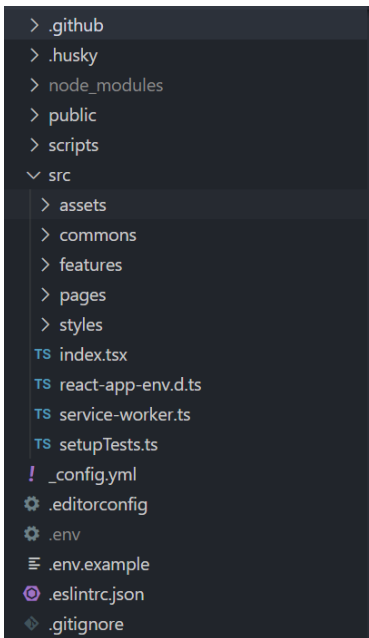 .github
.husky
node_modules
public
scripts
src
assets
commons
features
pages
styles
TS index.tsx
TS react-app-env.d.ts
TS service-worker.ts
TS setupTests.ts
! _config.yml
.editorconfig
.env
.env.example
.eslintrc.json
.gitignore